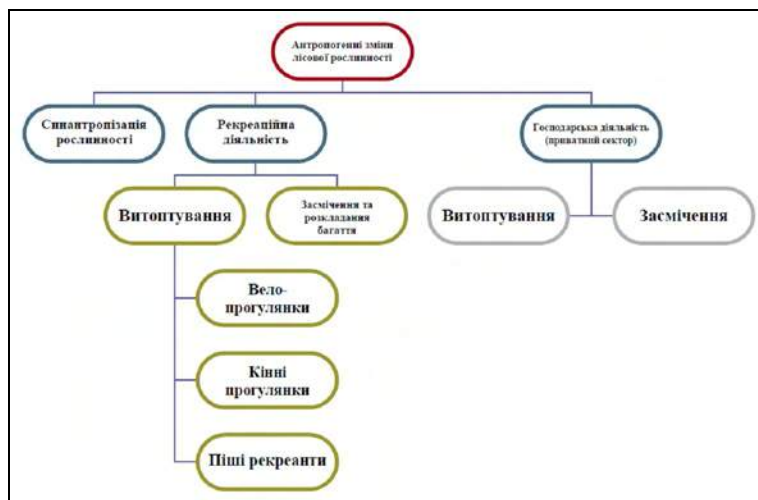 Антропогенні зміни
лісової рослинності
Синантропізація
рослинності
Рекреаційна
діяльність
Господарська діяльність
(приватний сектор)
Витоптування
Засмічення та
розкладання
багаття
Витоптування
Засмічення
Вело-
прогулянки
Кінні
прогулянки
Піші рекреанти